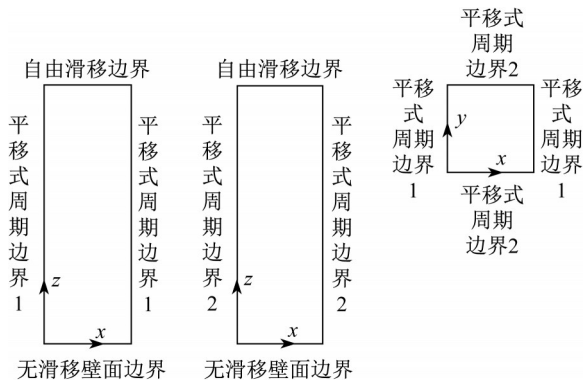 自由滑移边界
平移式周期边界1
z
x
平移式周期边界1
无滑移壁面边界
自由滑移边界
平移式周期边界2
z
x
平移式周期边界2
无滑移壁面边界
平移式
周期
边界2
平移
式
周期
边界
1
y
x
平移
式
周期
边界
1
平移式
周期
边界2